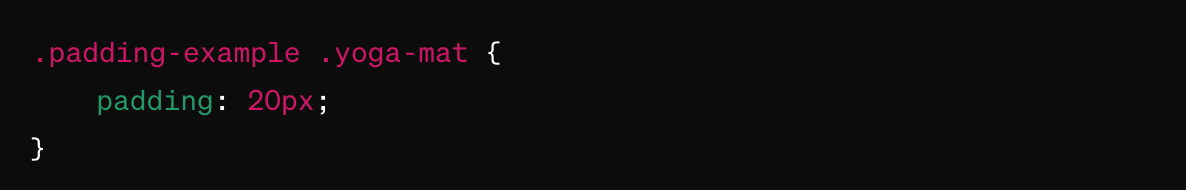 .padding-example .yoga-mat {
    padding: 20px;
}